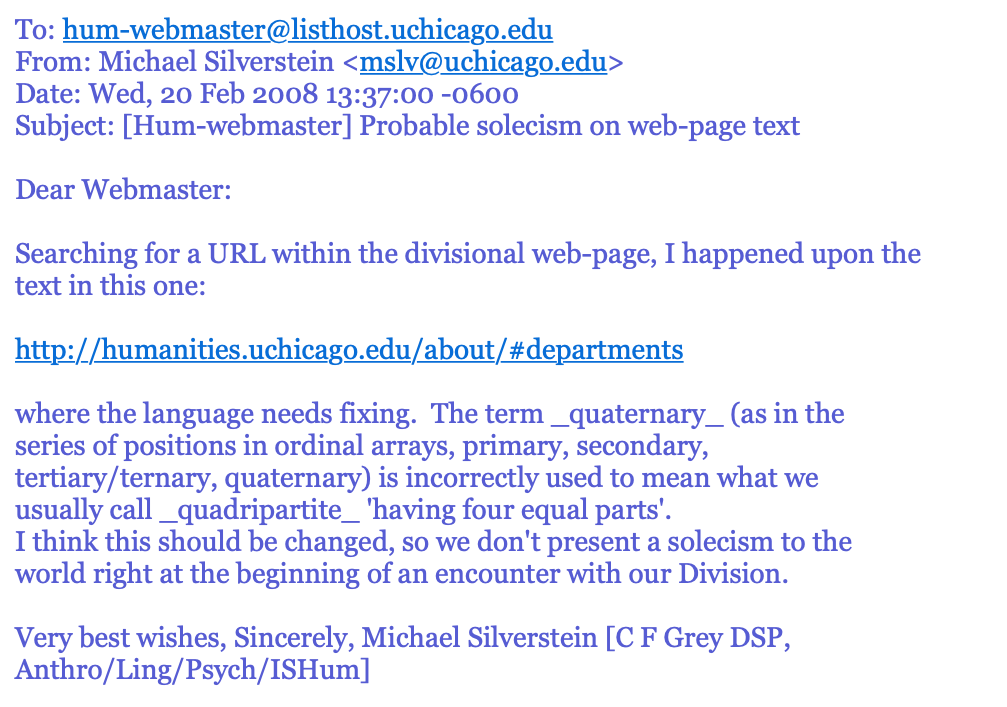 To: hum-webmaster@listhost.uchicago.edu
From: Michael Silverstein <mslv@uchicago.edu>
Date: Wed, 20 Feb 2008 13:37:00 -0600
Subject: [Hum-webmaster] Probable solecism on web-page text
Dear Webmaster:
Searching for a URL within the divisional web-page, I happened upon the
text in this one:
http://humanities.uchicago.edu/about/#departments
where the language needs fixing.  The term _quaternary_ (as in the
series of positions in ordinal arrays, primary, secondary,
tertiary/ternary, quaternary) is incorrectly used to mean what we
usually call _quadripartite_ 'having four equal parts'.
I think this should be changed, so we don't present a solecism to the
world right at the beginning of an encounter with our Division.
Very best wishes, Sincerely, Michael Silverstein [C F Grey DSP,
Anthro/Ling/Psych/ISHum]